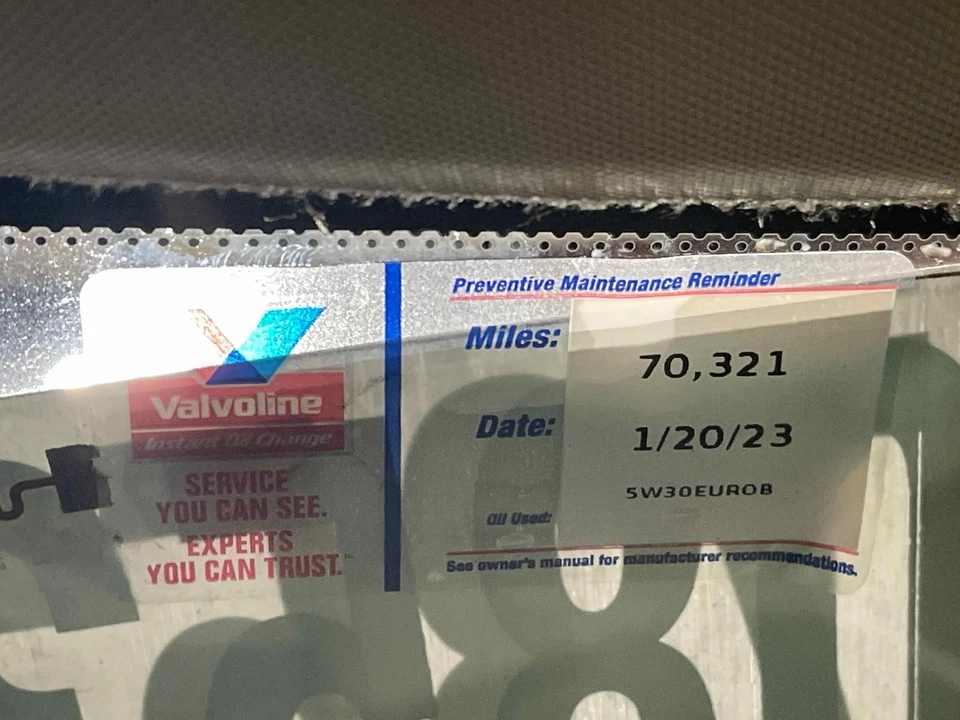 Valvoline
Instant Oil Change
SERVICE
YOU CAN SEE.
EXPERTS
YOU CAN TRUST.
Preventive Maintenance Reminder
Miles: 70,321
Date: 1/20/23
Oil Used: 5W30EUROB
See owner's manual for manufacturer recommendations.